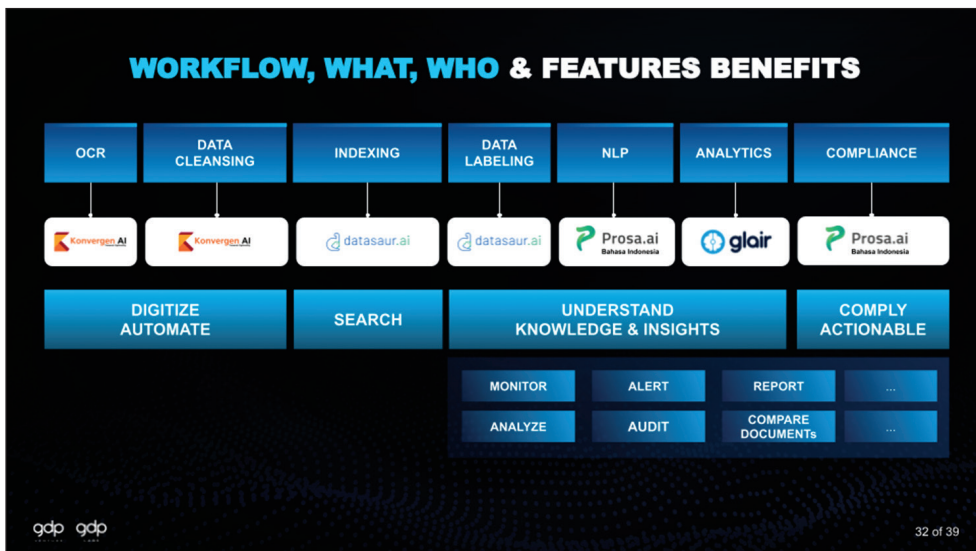 WORKFLOW, WHAT, WHO & FEATURES BENEFITS
OCR
DATA
CLEANSING
INDEXING
DATA
LABELING
NLP
ANALYTICS
COMPLIANCE
Konvergen AI
Konvergen AI
datasaur.ai
datasaur.ai
Prosa.ai
Bahasa Indonesia
glair
Prosa.ai
Bahasa Indonesia
DIGITIZE
AUTOMATE
SEARCH
UNDERSTAND
KNOWLEDGE & INSIGHTS
COMPLY
ACTIONABLE
MONITOR
ALERT
REPORT
...
ANALYZE
AUDIT
COMPARE
DOCUMENTs
...
gdp
gdp
32 of 39